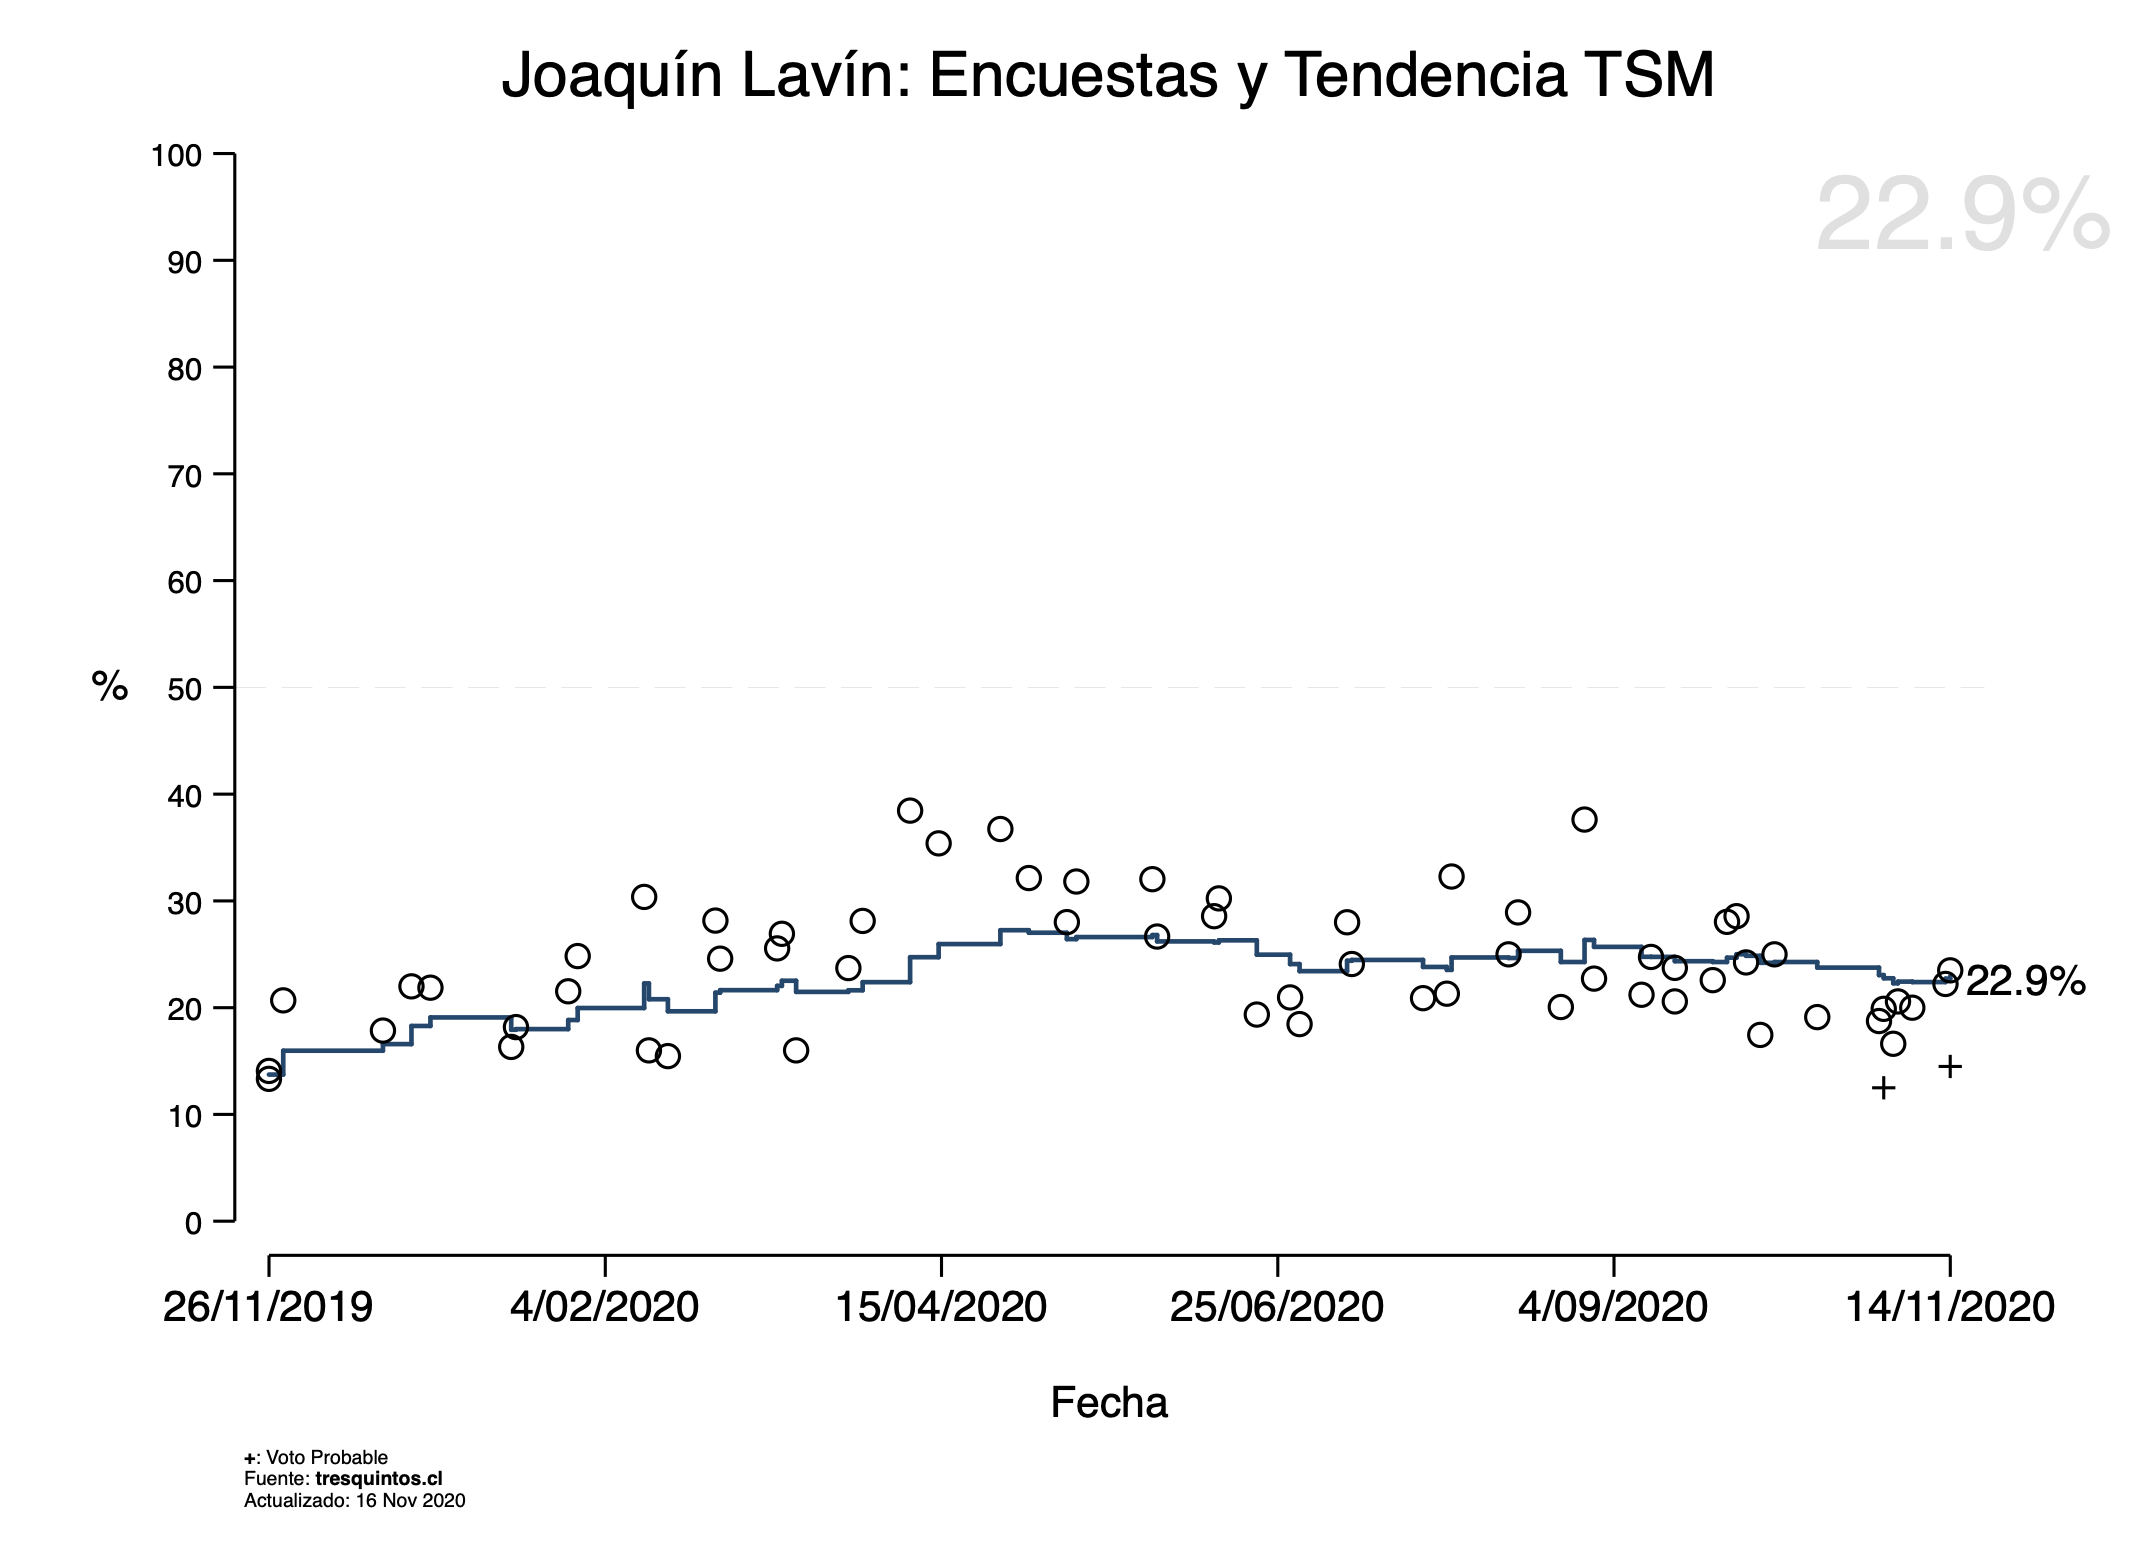 Joaquín Lavín: Encuestas y Tendencia TSM
22.9%
100
90
80
70
60
% 50
40
30
20
10
0
22.9%
26/11/2019 4/02/2020 15/04/2020 25/06/2020 4/09/2020 14/11/2020
Fecha
+: Voto Probable
Fuente: tresquintos.cl
Actualizado: 16 Nov 2020